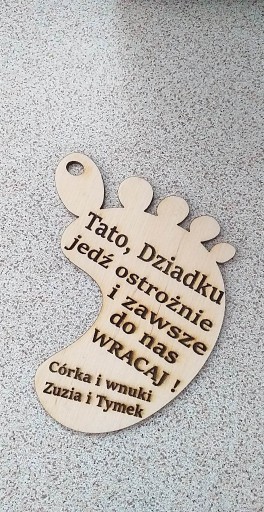 Tato, Dziadku
jedź ostrożnie
i zawsze
do nas
WRACAJ !
Córka i wnuki
Zuzia i Tymek